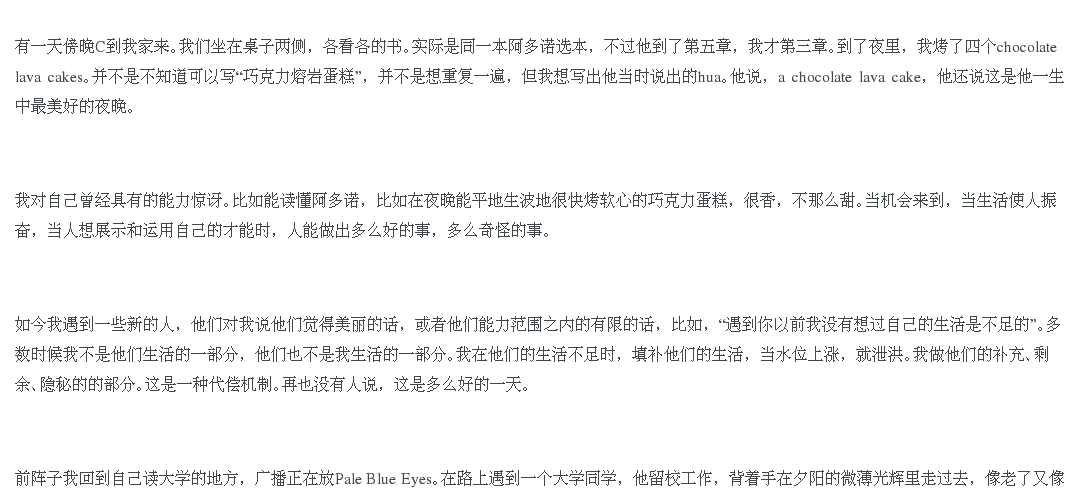 有一天傍晚C到我家来。我们坐在桌子两侧，各看各的书。实际是同一本阿多诺选本，不过他到了第五章，我才第三章。到了夜里，我烤了四个chocolate
lava cakes。并不是不知道可以写“巧克力熔岩蛋糕”，并不是想重复一遍，但我想写出他当时说出的hua。他说，a chocolate lava cake，他还说这是他一生
中最美好的夜晚。
我对自己曾经具有的能力惊讶。比如能读懂阿多诺，比如在夜晚能平地生波地很快烤软心的巧克力蛋糕，很香，不那么甜。当机会来到，当生活使人振
奋，当人想展示和运用自己的才能时，人能做出多么好的事，多么奇怪的事。
如今我遇到一些新的人，他们对我说他们觉得美丽的话，或者他们能力范围之内的有限的话，比如，“遇到你以前我没有想过自己的生活是不足的”。多
数时候我不是他们生活的一部分，他们也不是我生活的一部分。我在他们的生活不足时，填补他们的生活，当水位上涨，就泄洪。我做他们的补充、剩
余、隐秘的的部分。这是一种代偿机制。再也没有人说，这是多么好的一天。
前阵子我回到自己读大学的地方，广播正在放Pale Blue Eyes。在路上遇到一个大学同学，他留校工作，背着手在夕阳的微薄光辉里走过去，像老了又像